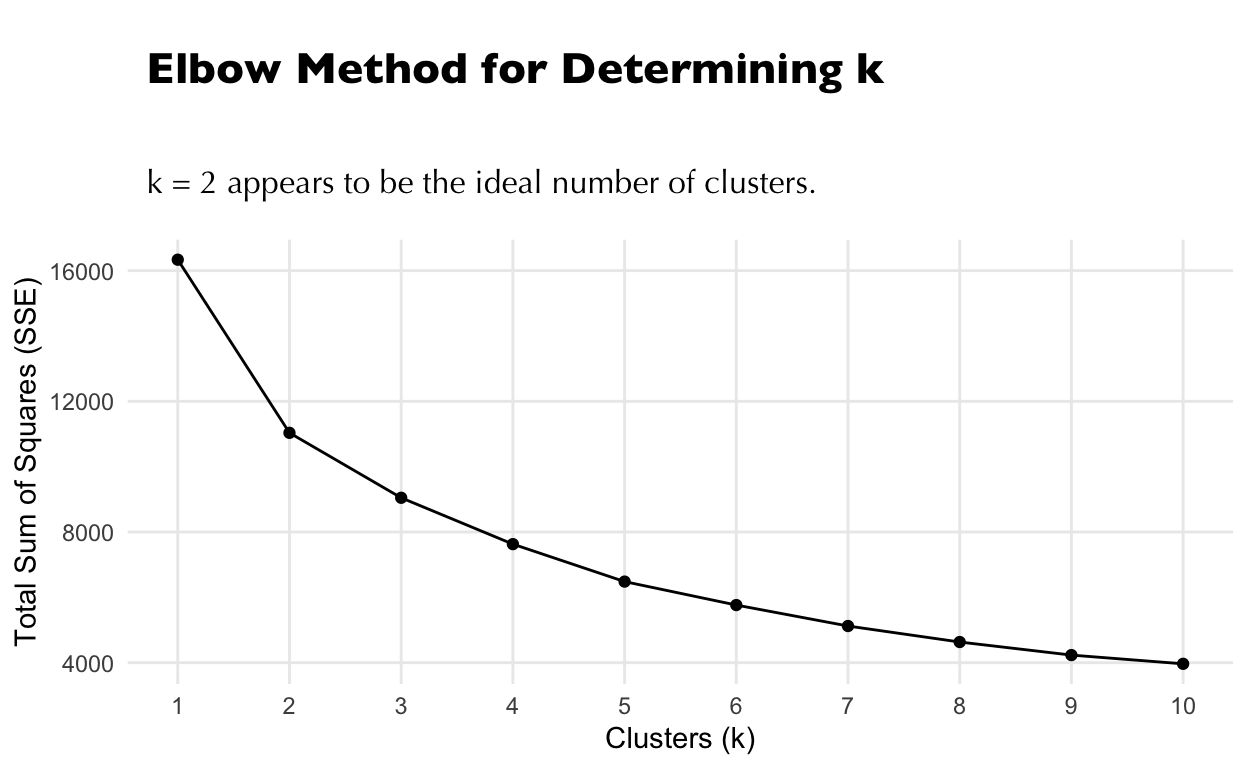 Elbow Method for Determining k
k = 2 appears to be the ideal number of clusters.
Total Sum of Squares (SSE)
16000
12000
8000
4000
1 2 3 4 5 6 7 8 9 10
Clusters (k)